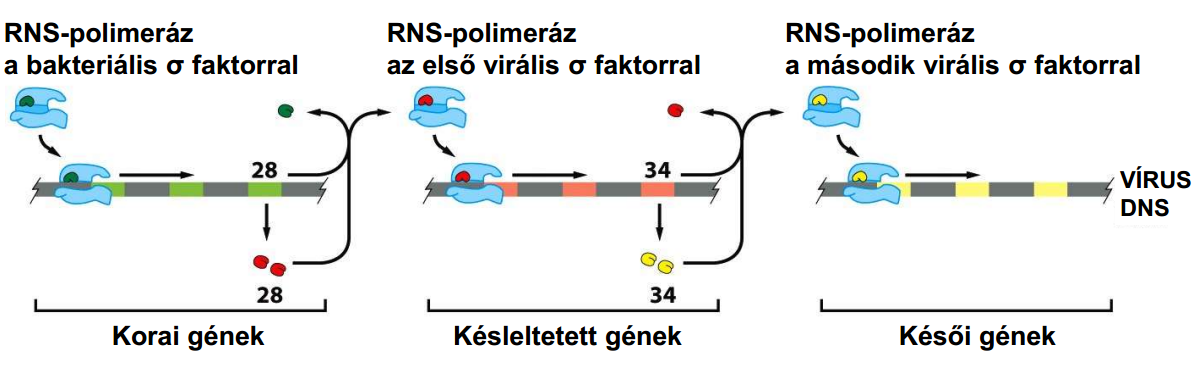 RNS-polimeráz
a bakteriális σ faktorral
RNS-polimeráz
az első virális σ faktorral
RNS-polimeráz
a második virális σ faktorral
28
34
VÍRUS
DNS
28
34
Korai gének
Késleltetett gének
Késői gének